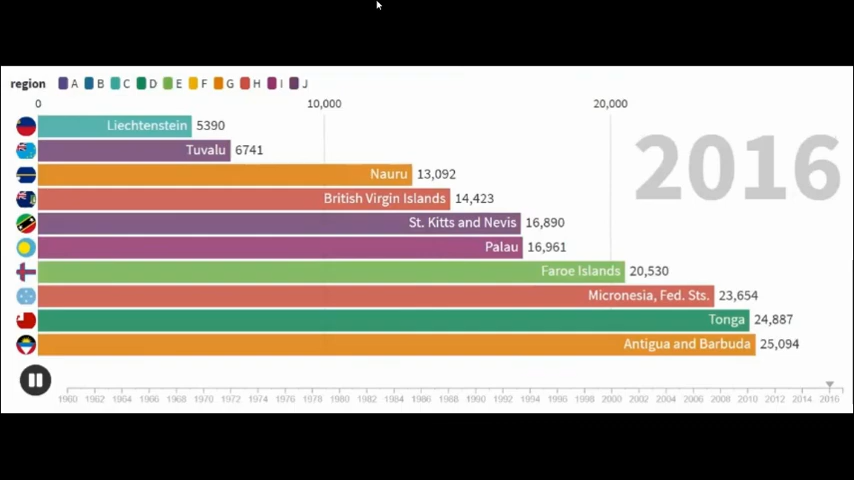 region A B C D E F G H I J
0 10,000 20,000
Liechtenstein 5390
Tuvalu 6741
2016
Nauru 13,092
British Virgin Islands 14,423
St. Kitts and Nevis 16,890
Palau 16,961
Faroe Islands 20,530
Micronesia, Fed. Sts. 23,654
Tonga 24,887
Antigua and Barbuda 25,094
1960 1962 1964 1966 1968 1970 1972 1974 1976 1978 1980 1982 1984 1986 1988 1990 1992 1994 1996 1998 2000 2002 2004 2006 2008 2010 2012 2014 2016